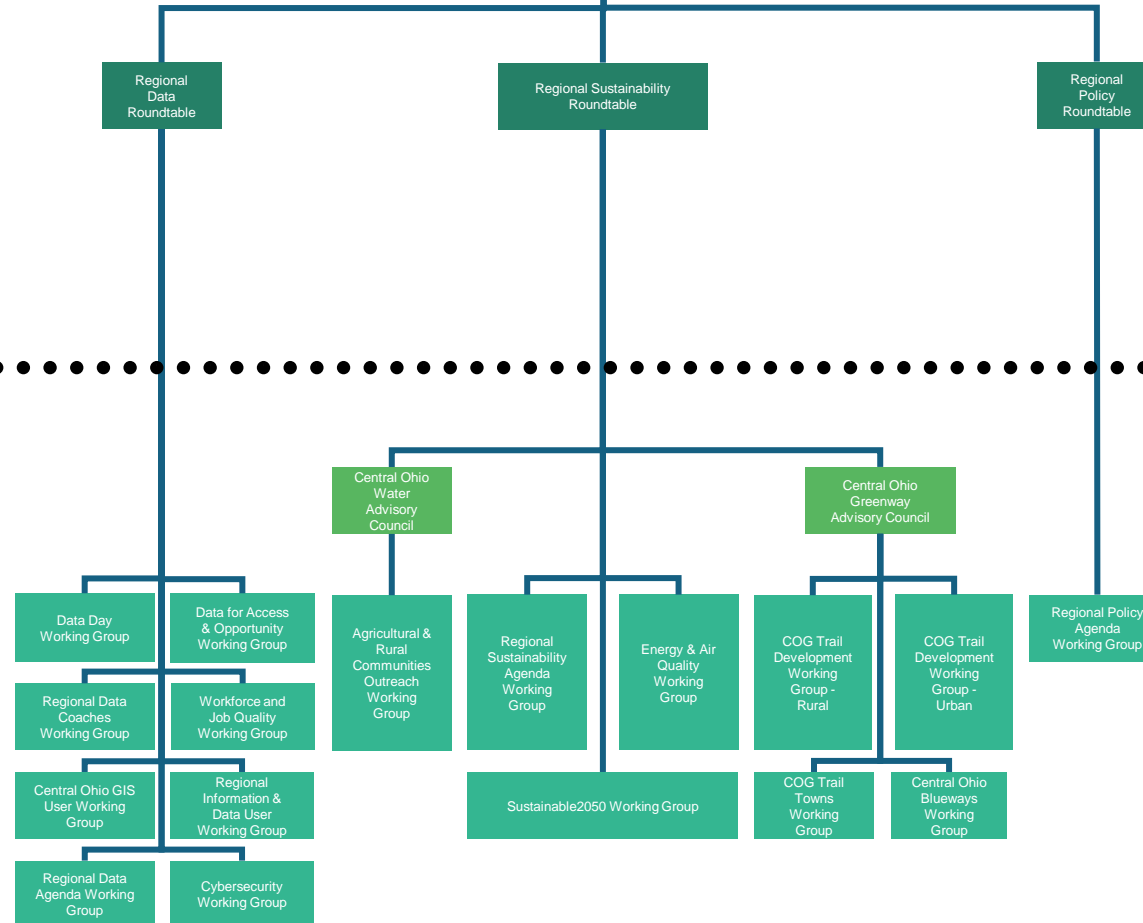 Regional
Data
Roundtable
Regional Sustainability
Roundtable
Regional
Policy
Roundtable
Central Ohio
Water
Advisory
Council
Central Ohio
Greenway
Advisory Council
Data Day
Working Group
Data for Access
& Opportunity
Working Group
Agricultural &
Rural
Communities
Outreach
Working
Group
Regional
Sustainability
Agenda
Working
Group
Energy & Air
Quality
Working
Group
COG Trail
Development
Working
Group -
Rural
COG Trail
Development
Working
Group -
Urban
Regional Policy
Agenda
Working Group
Regional Data
Coaches
Working Group
Workforce and
Job Quality
Working Group
Central Ohio GIS
User Working
Group
Regional
Information &
Data User
Working Group
Sustainable2050 Working Group
COG Trail
Towns
Working
Group
Central Ohio
Blueways
Working
Group
Regional Data
Agenda Working
Group
Cybersecurity
Working Group